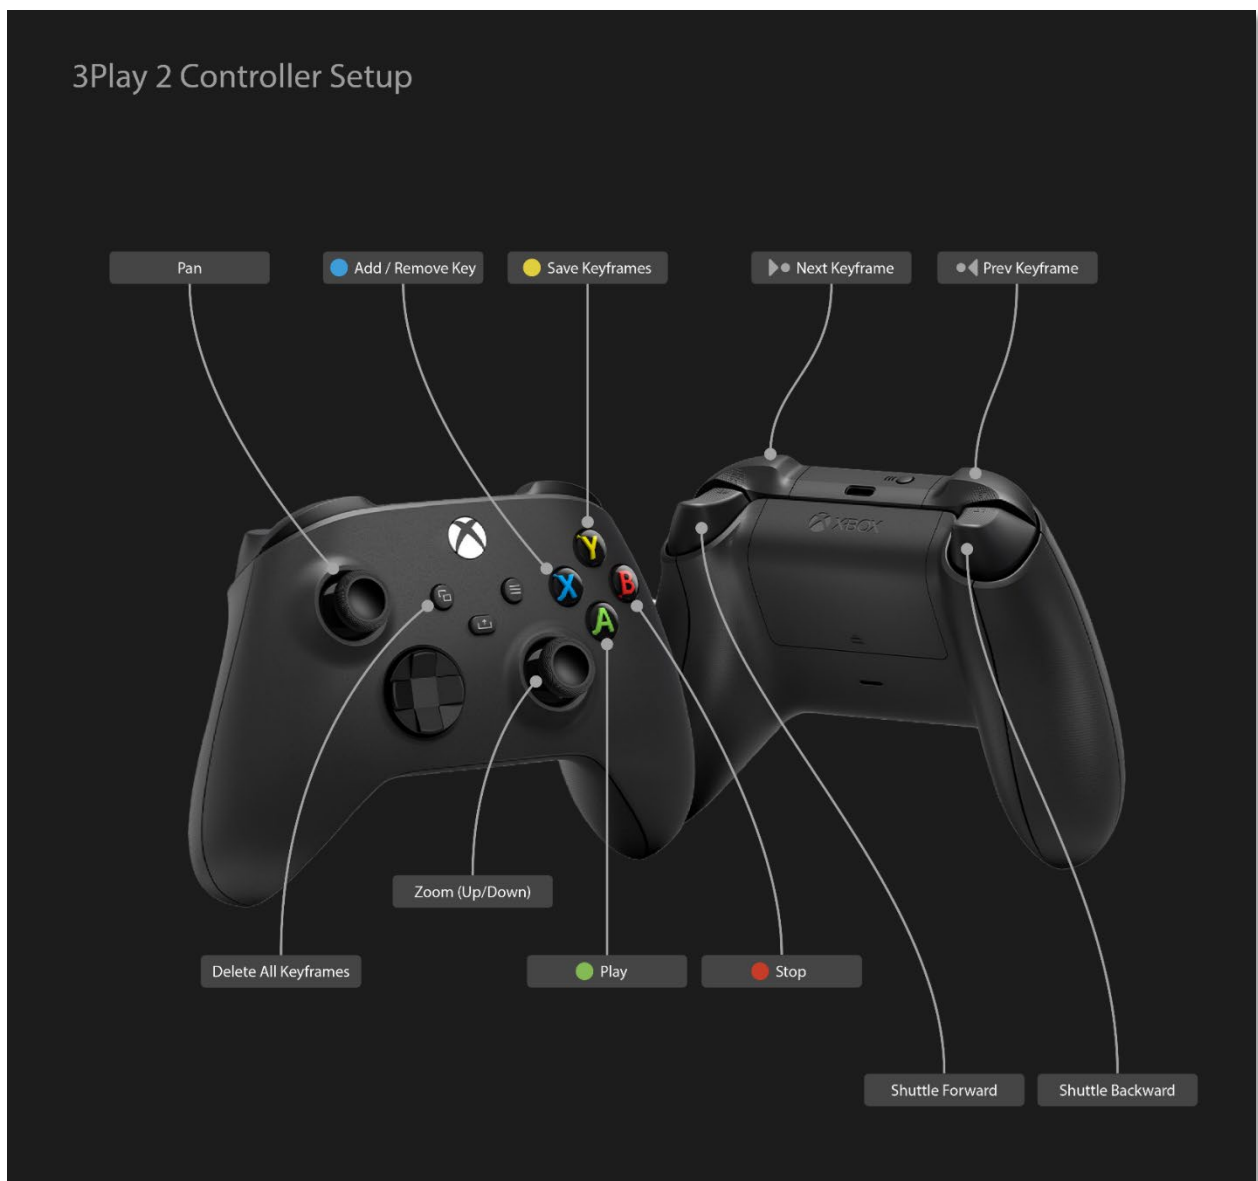 3Play 2 Controller Setup
Pan
Add / Remove Key
Save Keyframes
Next Keyframe
Prev Keyframe
XBOX
Y
X
B
A
Zoom (Up/Down)
Delete All Keyframes
Play
Stop
Shuttle Forward
Shuttle Backward